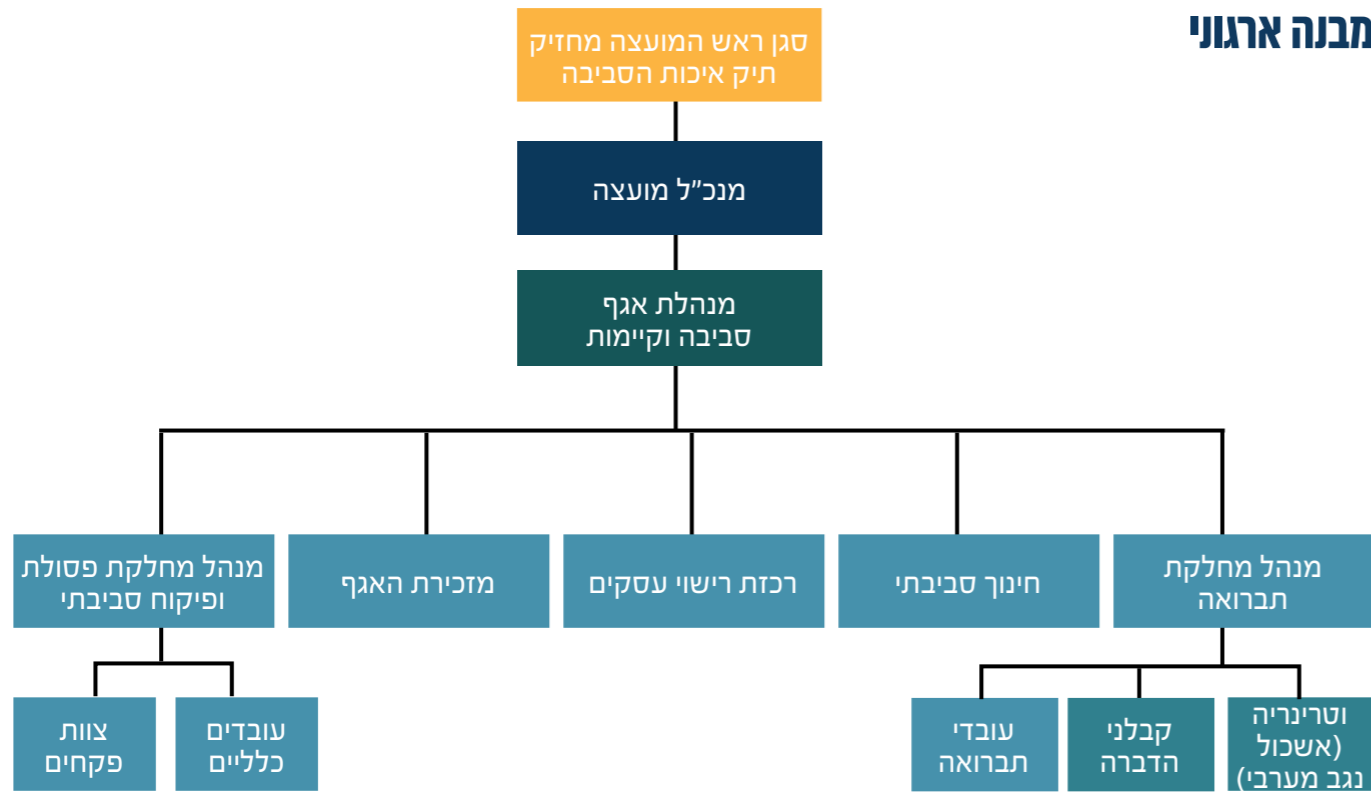 מבנה ארגוני
סגן ראש המועצה מחזיק
תיק איכות הסביבה
מנכ״ל מועצה
מנהלת אגף
סביבה וקיימות
מנהל מחלקת
תברואה
חינוך סביבתי
רכזת רישוי עסקים
מזכירת האגף
מנהל מחלקת פסולת
ופיקוח סביבתי
וטרינריה
(אשכול
נגב מערבי)
קבלני
הדברה
עובדי
תברואה
עובדים
כלליים
צוות
פקחים